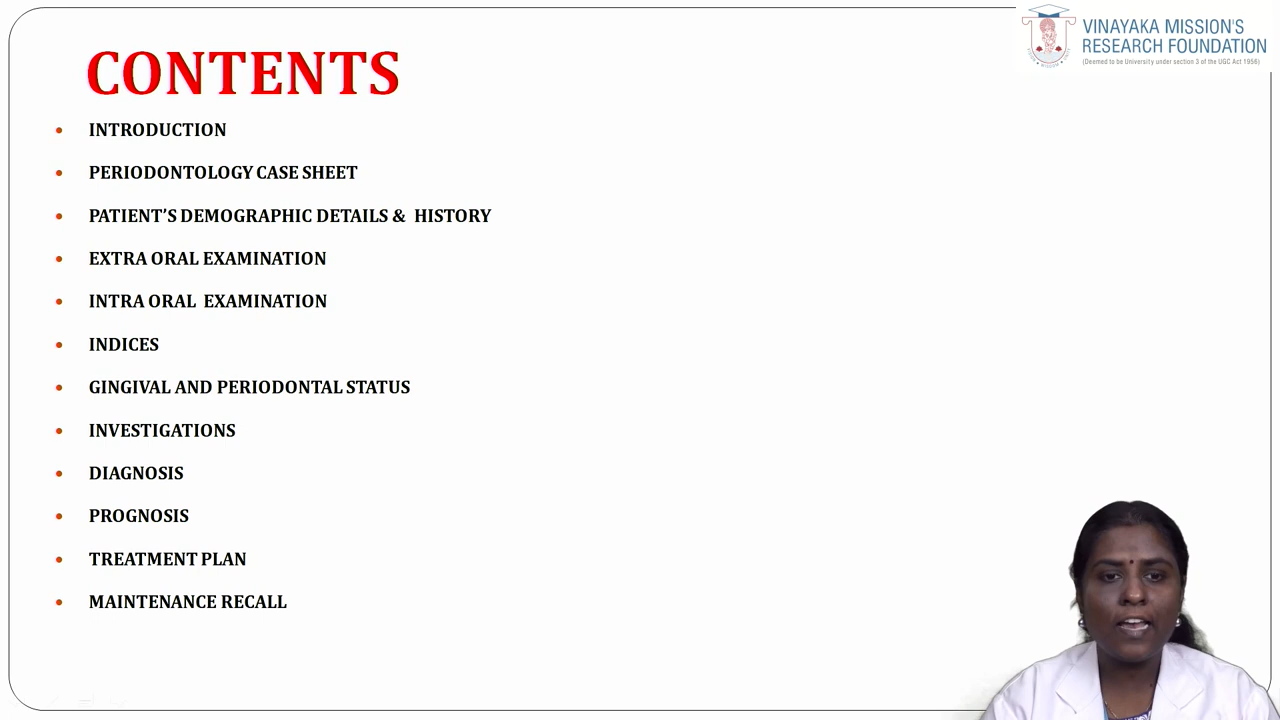 VINAYAKA MISSION'S
RESEARCH FOUNDATION
(Deemed to be University under section 3 of the UGC Act 1956)
CONTENTS
• INTRODUCTION
• PERIODONTOLOGY CASE SHEET
• PATIENT’S DEMOGRAPHIC DETAILS & HISTORY
• EXTRA ORAL EXAMINATION
• INTRA ORAL EXAMINATION
• INDICES
• GINGIVAL AND PERIODONTAL STATUS
• INVESTIGATIONS
• DIAGNOSIS
• PROGNOSIS
• TREATMENT PLAN
• MAINTENANCE RECALL